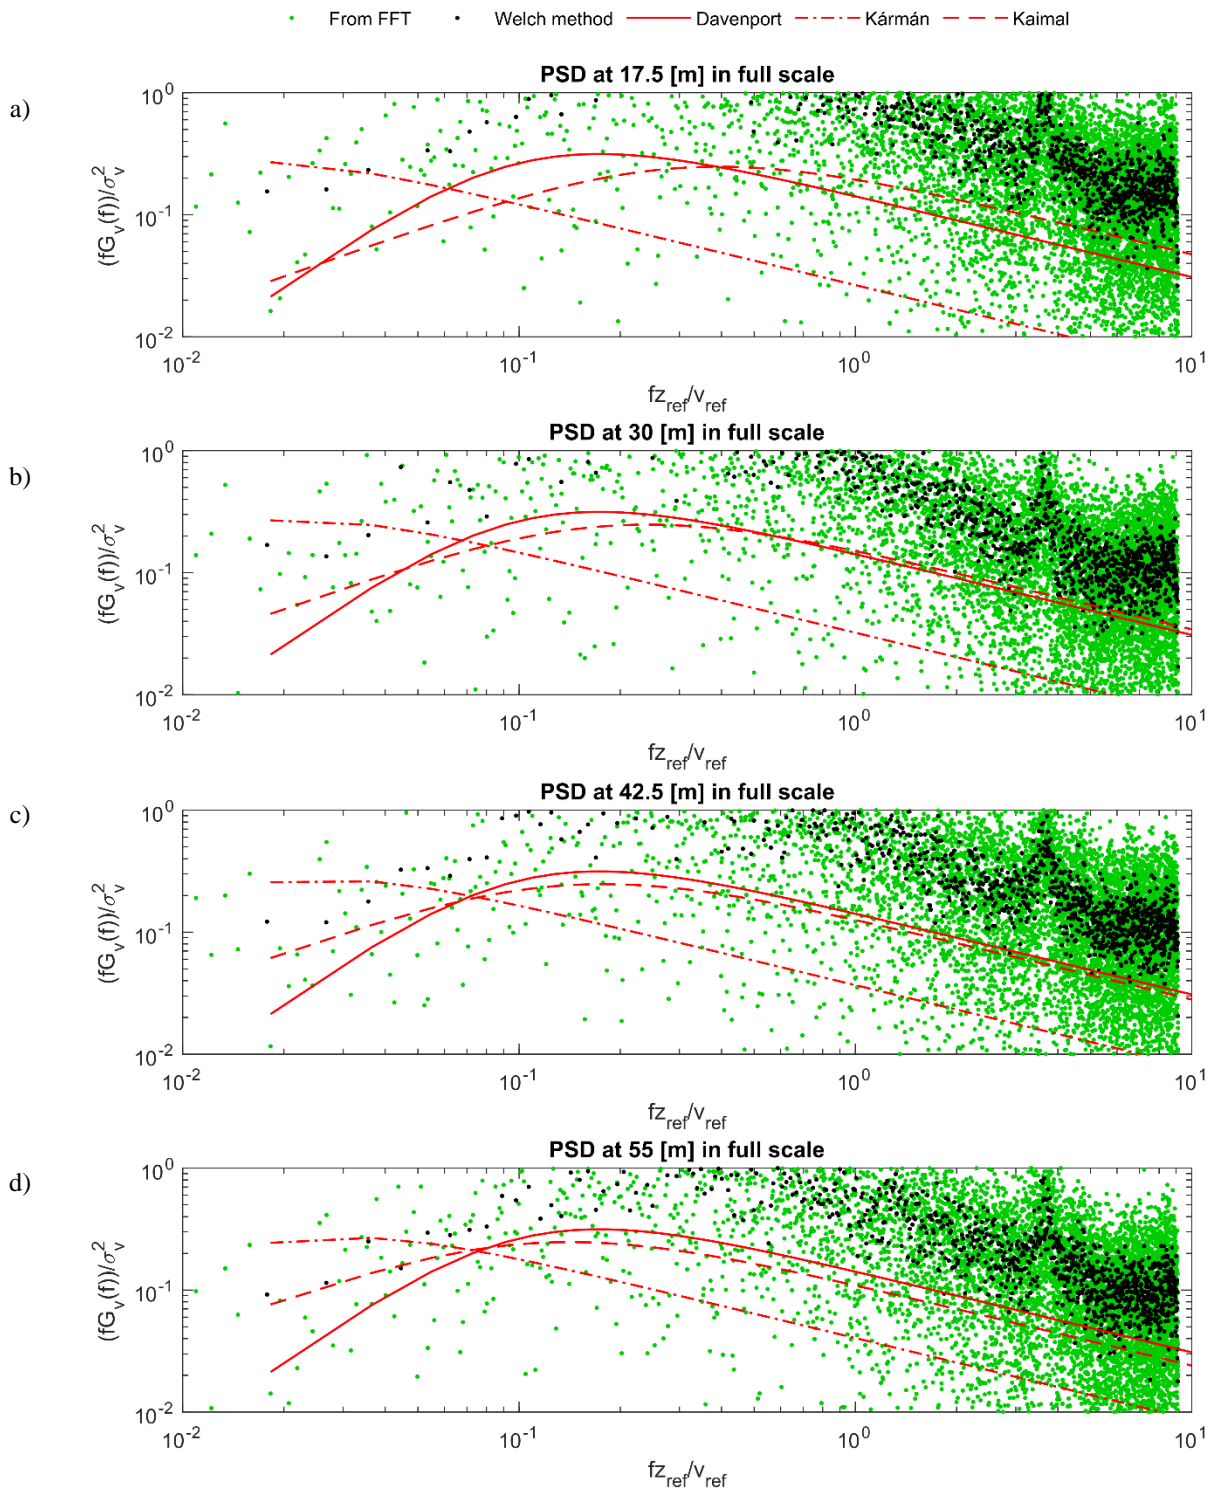 From FFT Welch method Davenport Kármán Kaimal
a)
PSD at 17.5 [m] in full scale
(fG_v(f))/σ_v^2
10^0
10^-1
10^-2
10^-2 10^-1 10^0 10^1
fz_ref/v_ref
b)
PSD at 30 [m] in full scale
(fG_v(f))/σ_v^2
10^0
10^-1
10^-2
10^-2 10^-1 10^0 10^1
fz_ref/v_ref
c)
PSD at 42.5 [m] in full scale
(fG_v(f))/σ_v^2
10^0
10^-1
10^-2
10^-2 10^-1 10^0 10^1
fz_ref/v_ref
d)
PSD at 55 [m] in full scale
(fG_v(f))/σ_v^2
10^0
10^-1
10^-2
10^-2 10^-1 10^0 10^1
fz_ref/v_ref